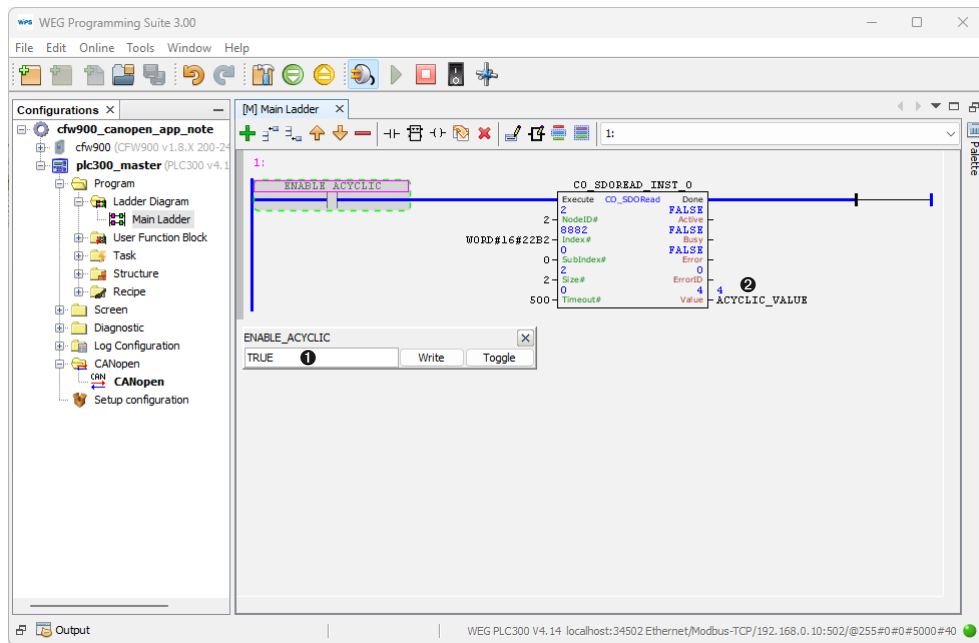 WPS WEG Programming Suite 3.00
File Edit Online Tools Window Help
Configurations
cfw900_canopen_app_note
cfw900 (CFW900 v1.8.X 200-24
plc300_master (PLC300 v4.1
Program
Ladder Diagram
Main Ladder
User Function Block
Task
Structure
Recipe
Screen
Diagnostic
Log Configuration
CANopen
CAN CANopen
Setup configuration
[M] Main Ladder
1:
Palette
1:
ENABLE_ACYCLIC
CO_SDOREAD_INST_0
Execute CO_SDORead Done
2 FALSE
2 NodeID# Active
8882 FALSE
WORD#16#22B2 Index# Busy
0 FALSE
0 SubIndex# Error
2 0
2 Size# ErrorID
0 4 4 2
500 Timeout# Value ACYCLIC_VALUE
ENABLE_ACYCLIC
TRUE 1 Write Toggle
Output
WEG PLC300 V4.14 localhost:34502 Ethernet/Modbus-TCP/192.168.0.10:502/@255#0#0#5000#40